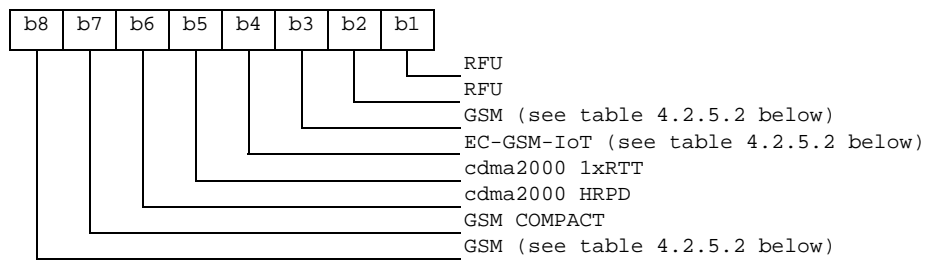 b8 b7 b6 b5 b4 b3 b2 b1
RFU
RFU
GSM (see table 4.2.5.2 below)
EC-GSM-IoT (see table 4.2.5.2 below)
cdma2000 1xRTT
cdma2000 HRPD
GSM COMPACT
GSM (see table 4.2.5.2 below)